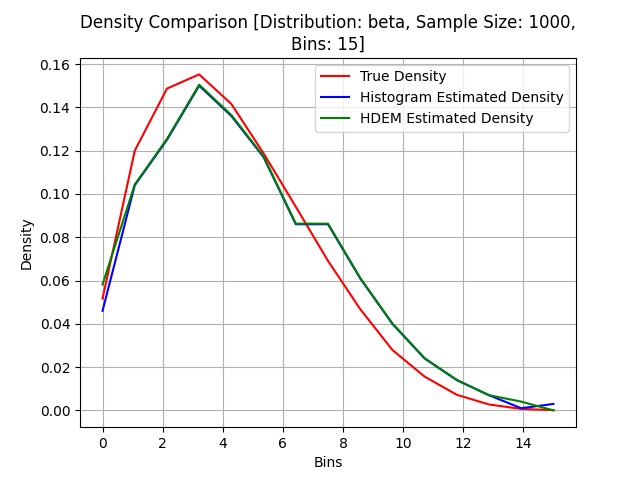 Density Comparison [Distribution: beta, Sample Size: 1000,
Bins: 15]
True Density
Histogram Estimated Density
HDEM Estimated Density
Density
0.16
0.14
0.12
0.10
0.08
0.06
0.04
0.02
0.00
0 2 4 6 8 10 12 14
Bins